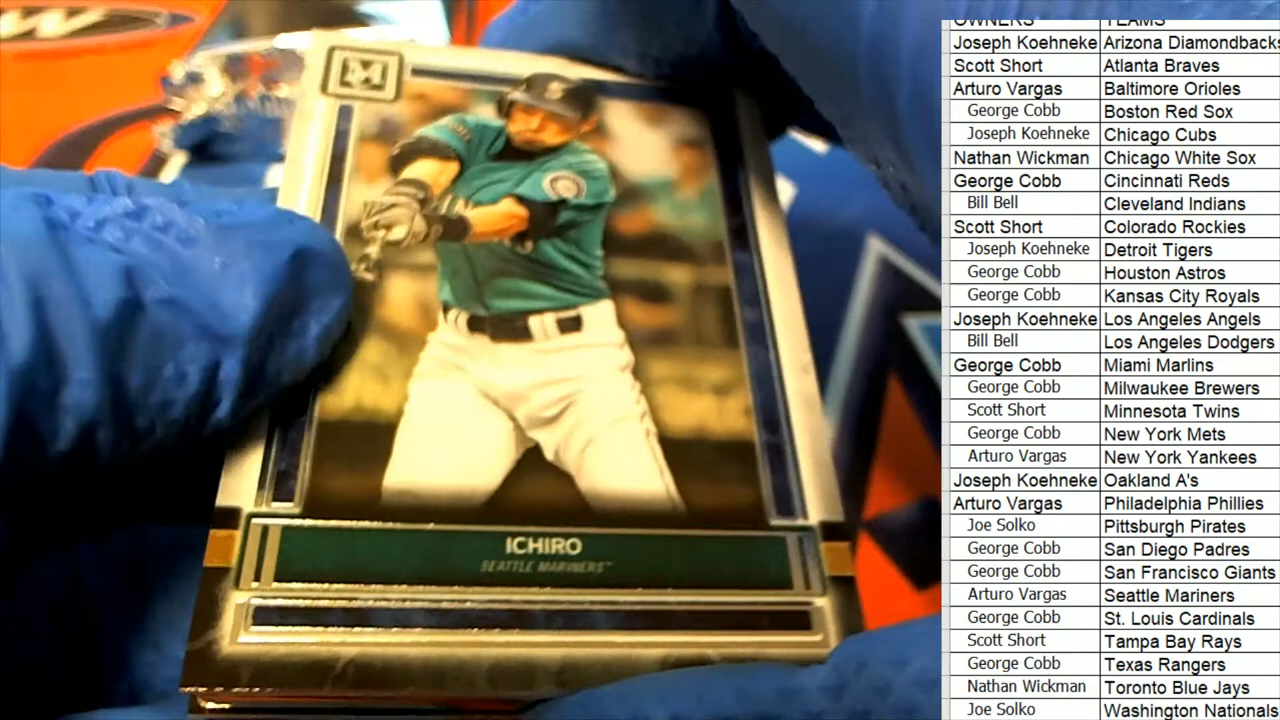 M
ICHIRO
SEATTLE MARINERS™
OWNERS TEAMS
Joseph Koehneke Arizona Diamondbacks
Scott Short Atlanta Braves
Arturo Vargas Baltimore Orioles
George Cobb Boston Red Sox
Joseph Koehneke Chicago Cubs
Nathan Wickman Chicago White Sox
George Cobb Cincinnati Reds
Bill Bell Cleveland Indians
Scott Short Colorado Rockies
Joseph Koehneke Detroit Tigers
George Cobb Houston Astros
George Cobb Kansas City Royals
Joseph Koehneke Los Angeles Angels
Bill Bell Los Angeles Dodgers
George Cobb Miami Marlins
George Cobb Milwaukee Brewers
Scott Short Minnesota Twins
George Cobb New York Mets
Arturo Vargas New York Yankees
Joseph Koehneke Oakland A's
Arturo Vargas Philadelphia Phillies
Joe Solko Pittsburgh Pirates
George Cobb San Diego Padres
George Cobb San Francisco Giants
Arturo Vargas Seattle Mariners
George Cobb St. Louis Cardinals
Scott Short Tampa Bay Rays
George Cobb Texas Rangers
Nathan Wickman Toronto Blue Jays
Joe Solko Washington Nationals